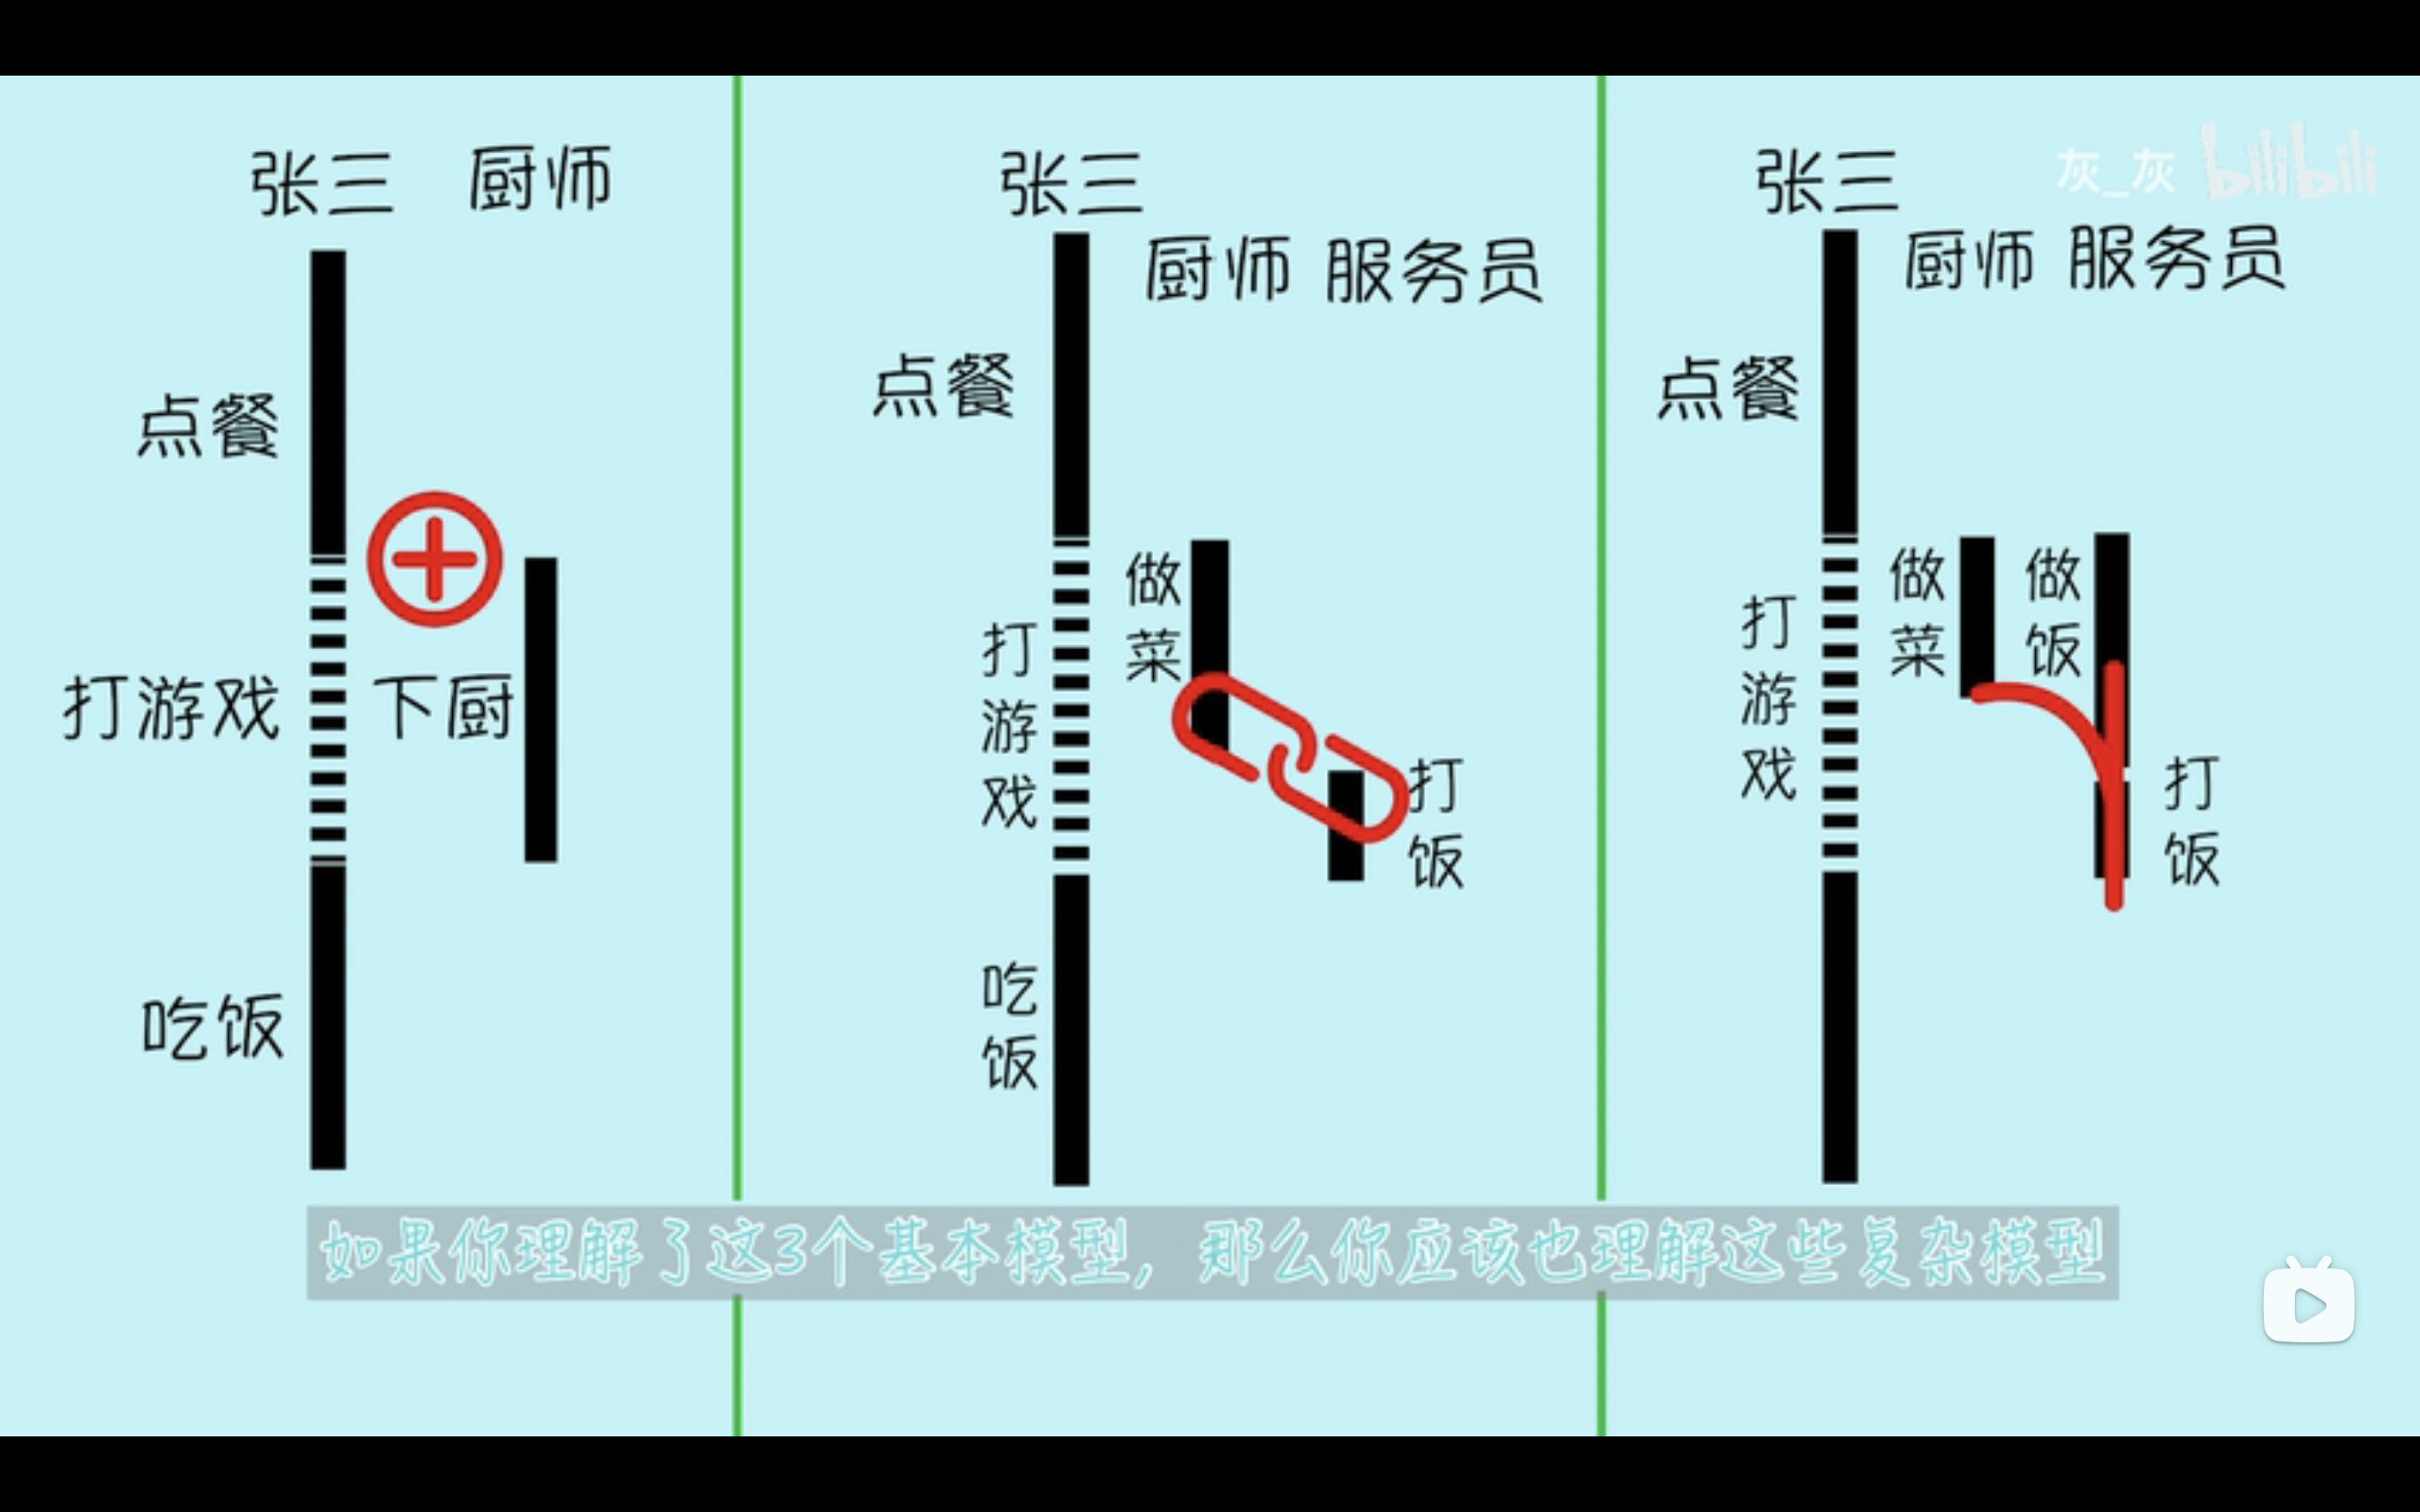 张三 厨师
点餐
打游戏
下厨
吃饭
张三
厨师 服务员
点餐
做菜
打游戏
打饭
吃饭
张三
厨师 服务员
点餐
做菜
做饭
打游戏
打饭
灰_灰 bilibili
如果你理解了这3个基本模型，那么你应该也理解这些复杂模型